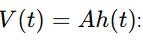 V(t) = Ah(t):